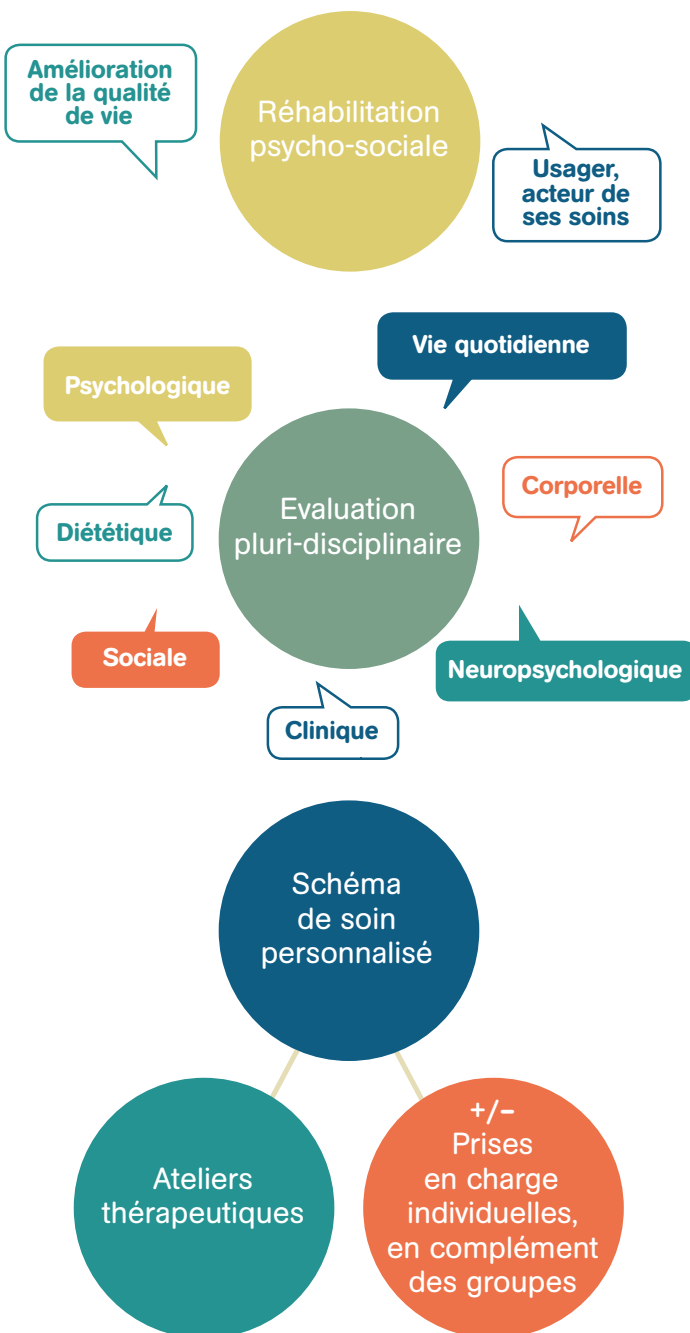 Amélioration
de la qualité
de vie
Réhabilitation
psycho-sociale
Usager,
acteur de
ses soins
Vie quotidienne
Psychologique
Corporelle
Evaluation
pluri-disciplinaire
Diététique
Sociale
Neuropsychologique
Clinique
Schéma
de soin
personnalisé
Ateliers
thérapeutiques
+/-
Prises
en charge
individuelles,
en complément
des groupes